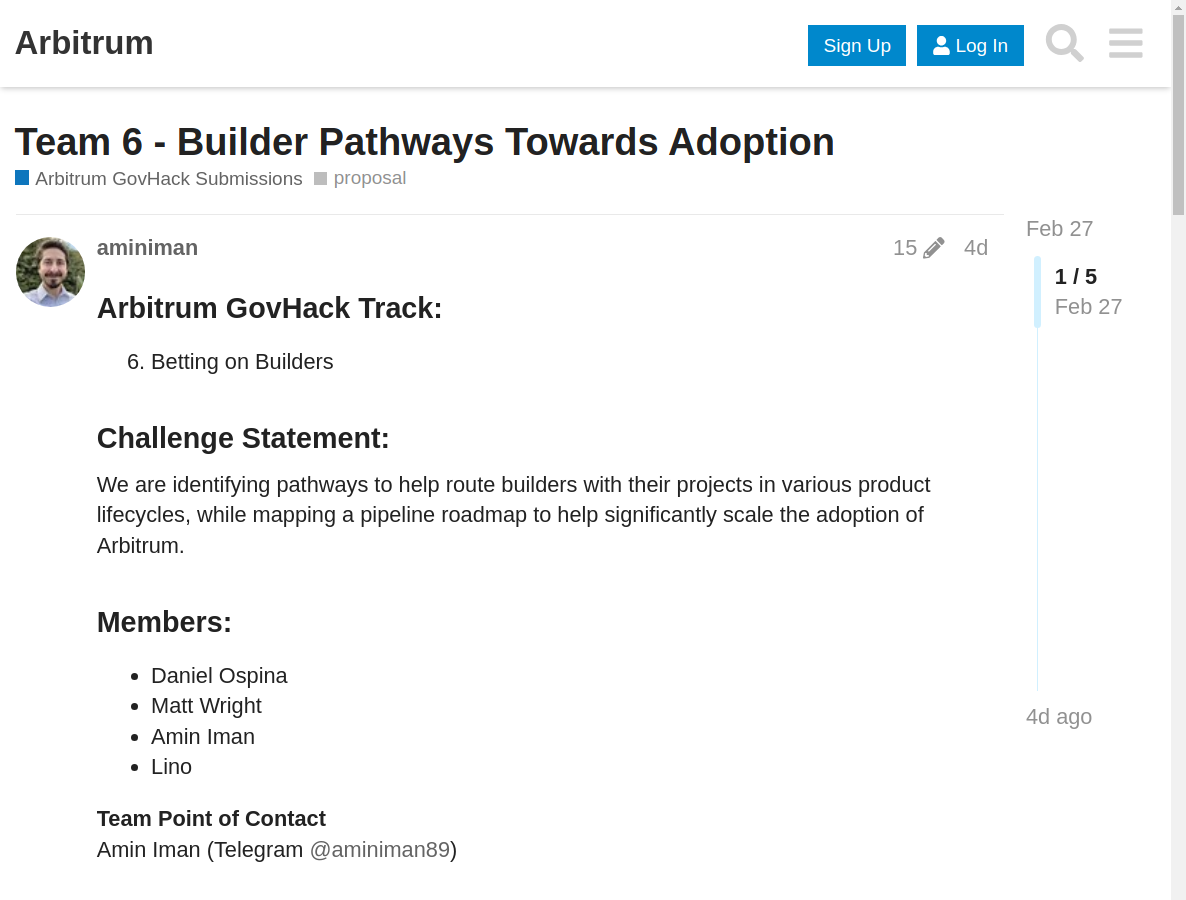 Arbitrum
Sign Up
Log In
Team 6 - Builder Pathways Towards Adoption
Arbitrum GovHack Submissions proposal
aminiman
15
4d
Feb 27
1 / 5
Feb 27
Arbitrum GovHack Track:
6. Betting on Builders
Challenge Statement:
We are identifying pathways to help route builders with their projects in various product
lifecycles, while mapping a pipeline roadmap to help significantly scale the adoption of
Arbitrum.
Members:
• Daniel Ospina
• Matt Wright
• Amin Iman
• Lino
4d ago
Team Point of Contact
Amin Iman (Telegram @aminiman89)